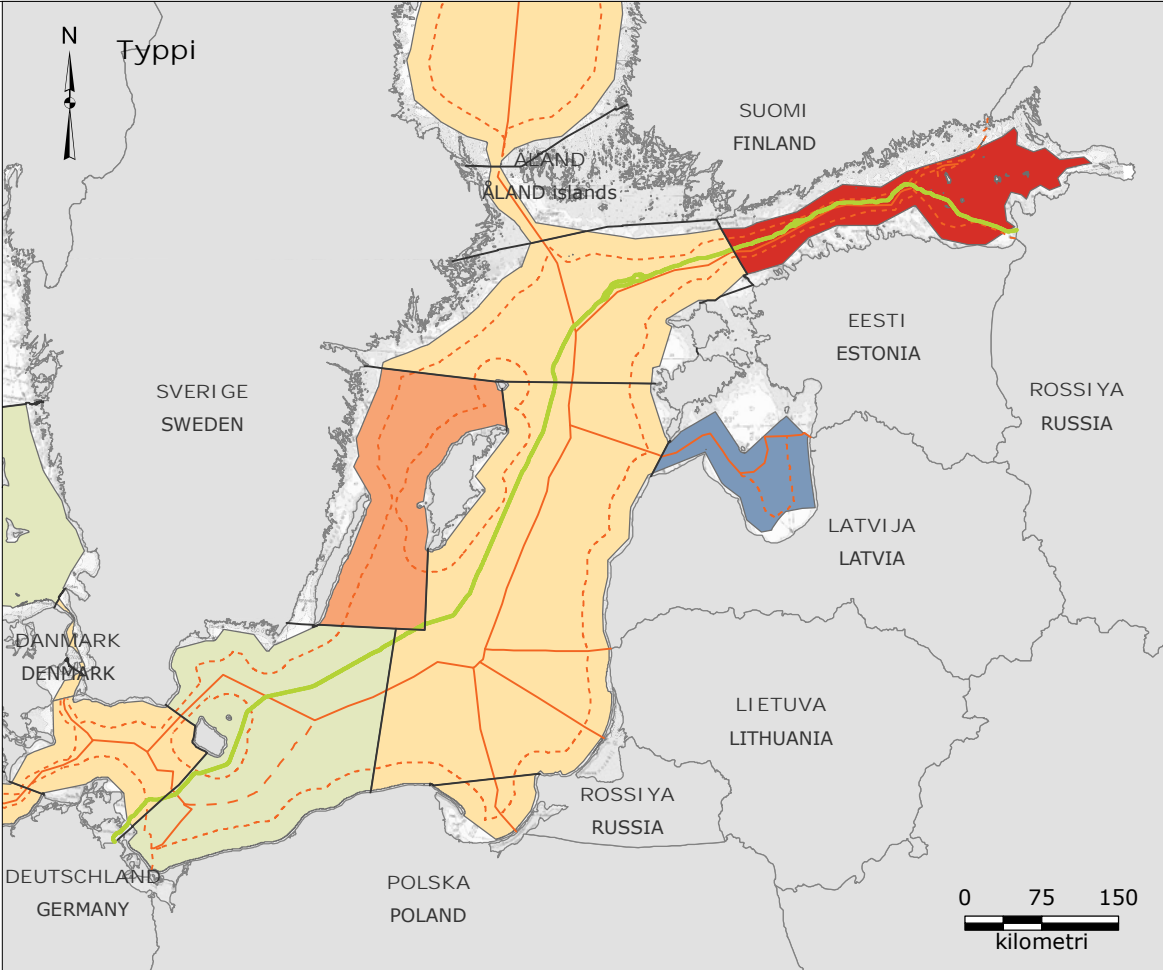 N
Typpi
SUOMI
FINLAND
ÅLAND
ÅLAND islands
EESTI
ESTONIA
SVERIGE
SWEDEN
ROSSIYA
RUSSIA
LATVIJA
LATVIA
DANMARK
DENMARK
LIETUVA
LITHUANIA
ROSSIYA
RUSSIA
DEUTSCHLAND
GERMANY
POLSKA
POLAND
0 75 150
kilometri